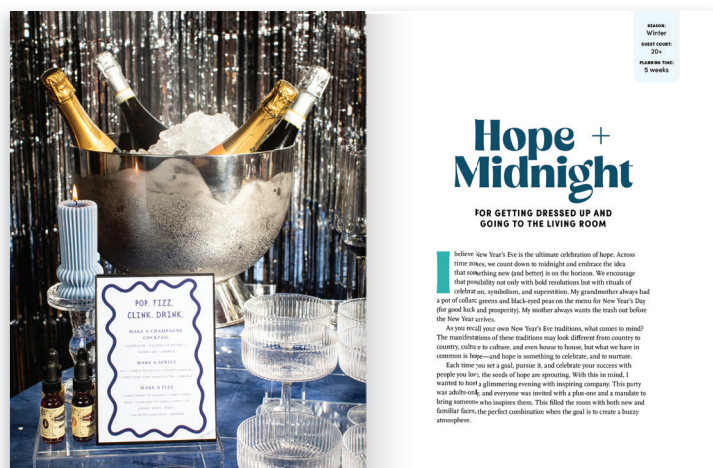 POP. FIZZ.
CLINK. DRINK.
MAKE A CHAMPAGNE
COCKTAIL
MAKE A SPRITZ
MAKE A FIZZ
SEASON:
Winter
GUEST COUNT:
20+
PLANNING TIME:
5 weeks
Hope +
Midnight
FOR GETTING DRESSED UP AND
GOING TO THE LIVING ROOM
I believe New Year's Eve is the ultimate celebration of hope. Across
time zones, we count down to midnight and embrace the idea
that something new (and better) is on the horizon. We encourage
that possibility not only with bold resolutions but with rituals of
celebration, symbolism, and superstition. My grandmother always had
a pot of collard greens and black-eyed peas on the menu for New Year's Day
(for good luck and prosperity). My mother always wants the trash out before
the New Year arrives.
As you recall your own New Year's Eve traditions, what comes to mind?
The manifestations of these traditions may look different from country to
country, culture to culture, and even house to house, but what we have in
common is hope—and hope is something to celebrate, and to nurture.
Each time you set a goal, pursue it, and celebrate your success with
people you love, the seeds of hope are sprouting. With this in mind, I
wanted to host a glimmering evening with inspiring company. This party
was adults-only, and everyone was invited with a plus-one and a mandate to
bring someone who inspires them. This filled the room with both new and
familiar faces, the perfect combination when the goal is to create a buzzy
atmosphere.